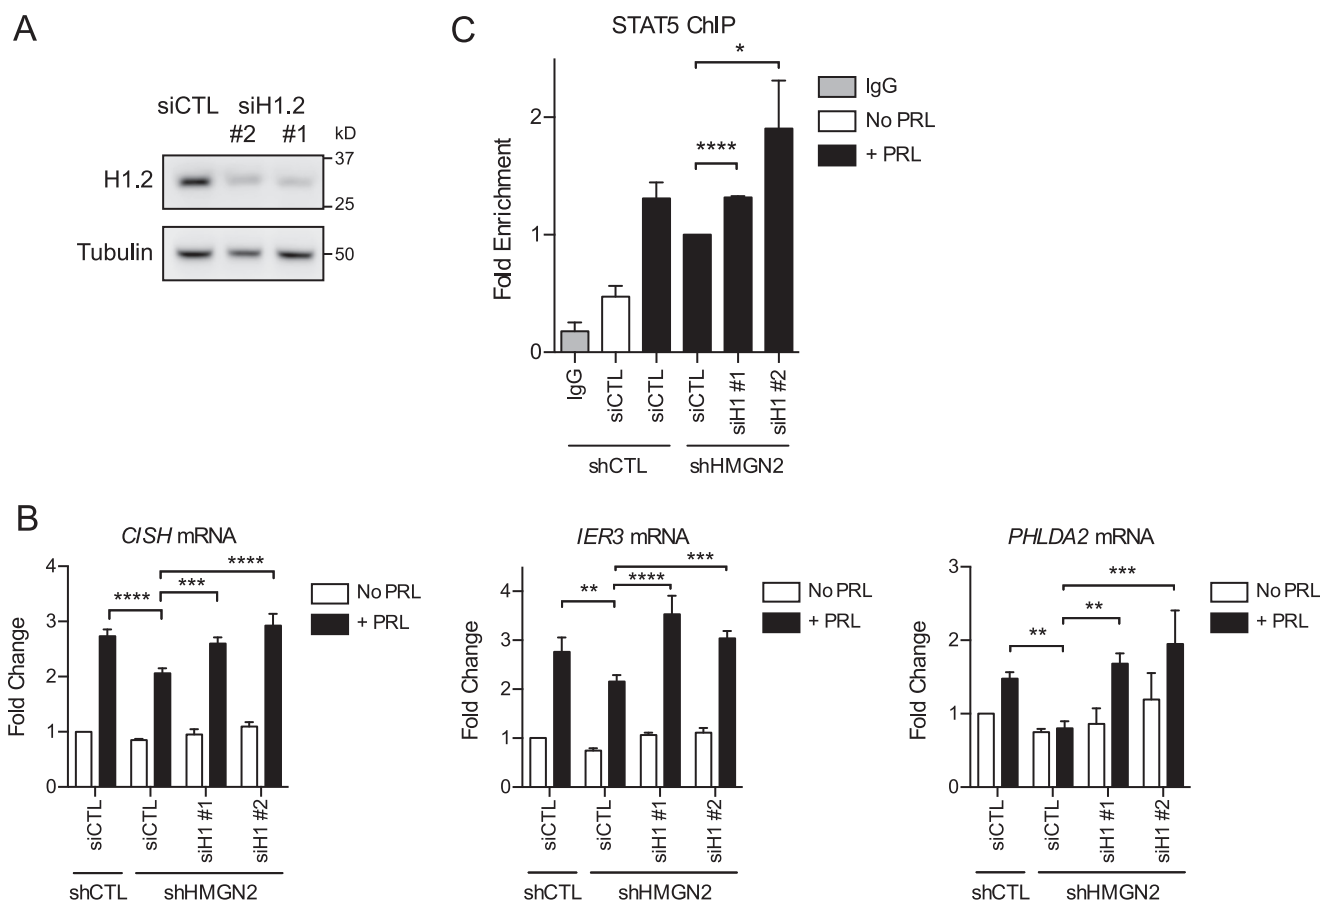 A
siCTL siH1.2
#2 #1 kD
H1.2
37
25
Tubulin
50
C
STAT5 ChIP
Fold Enrichment
2
1
0
*
****
IgG
No PRL
+ PRL
IgG
siCTL
siCTL
siCTL
siH1 #1
siH1 #2
shCTL
shHMGN2
B
CISH mRNA
Fold Change
4
3
2
1
0
****
***
****
No PRL
+ PRL
siCTL
siCTL
siH1 #1
siH1 #2
shCTL
shHMGN2
IER3 mRNA
Fold Change
4
3
2
1
0
**
****
***
No PRL
+ PRL
siCTL
siCTL
siH1 #1
siH1 #2
shCTL
shHMGN2
PHLDA2 mRNA
Fold Change
3
2
1
0
**
**
***
No PRL
+ PRL
siCTL
siCTL
siH1 #1
siH1 #2
shCTL
shHMGN2